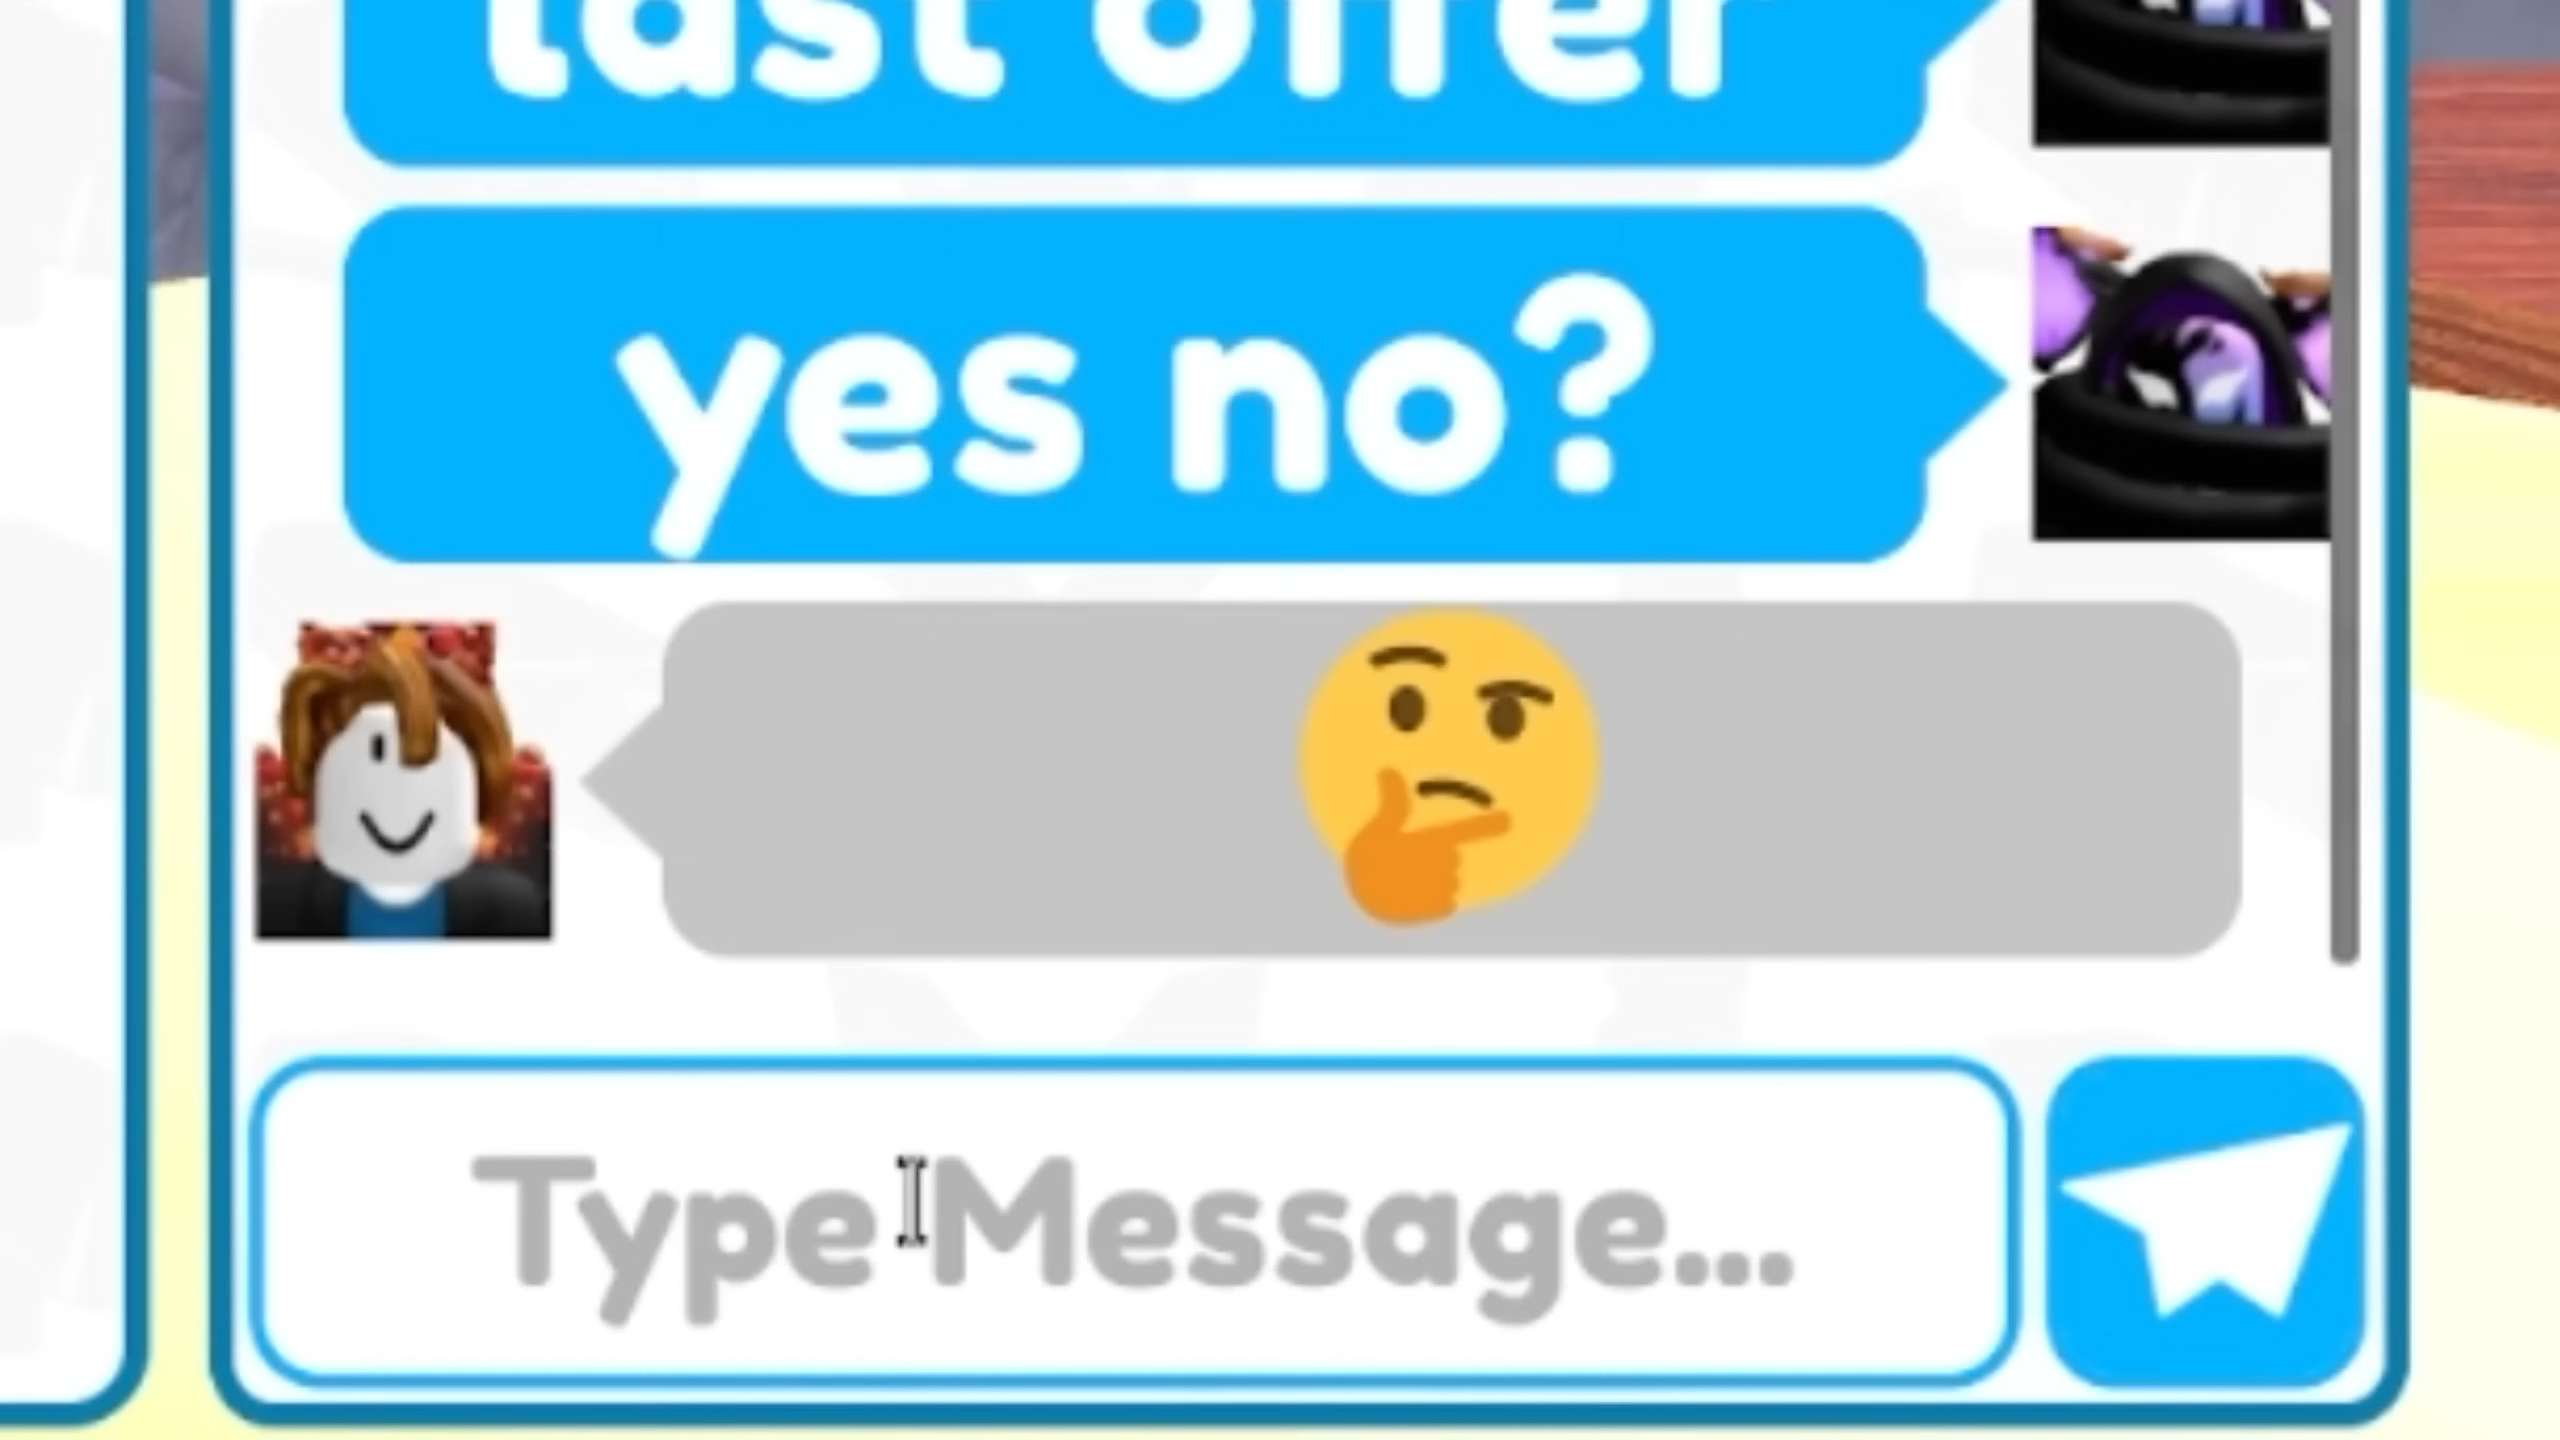 last offer
yes no?
🤔
Type Message...